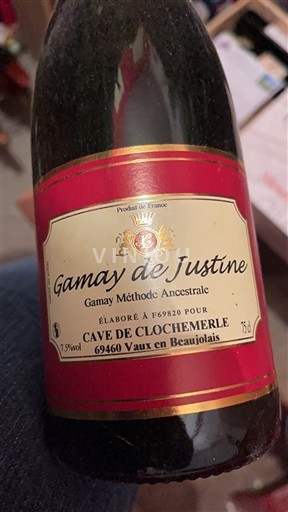 Produit de France
VINIOU
Gamay de Justine
Gamay Méthode Ancestrale
ÉLABORÉ À F69820 POUR
7,5%vol CAVE DE CLOCHEMERLE 75 cl
69460 Vaux en Beaujolais